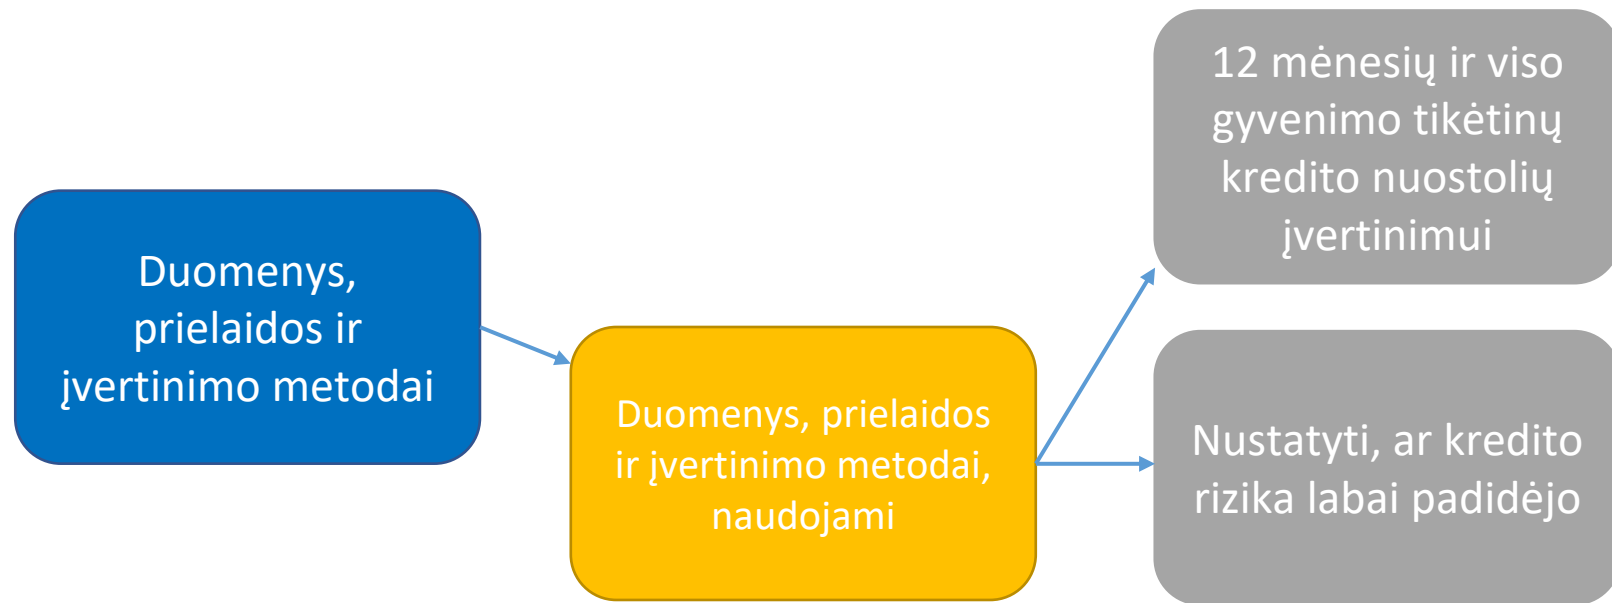 Duomenys,
prielaidos ir
įvertinimo metodai
Duomenys, prielaidos
ir įvertinimo metodai,
naudojami
12 mėnesių ir viso
gyvenimo tikėtinų
kredito nuostolių
įvertinimui
Nustatyti, ar kredito
rizika labai padidėjo